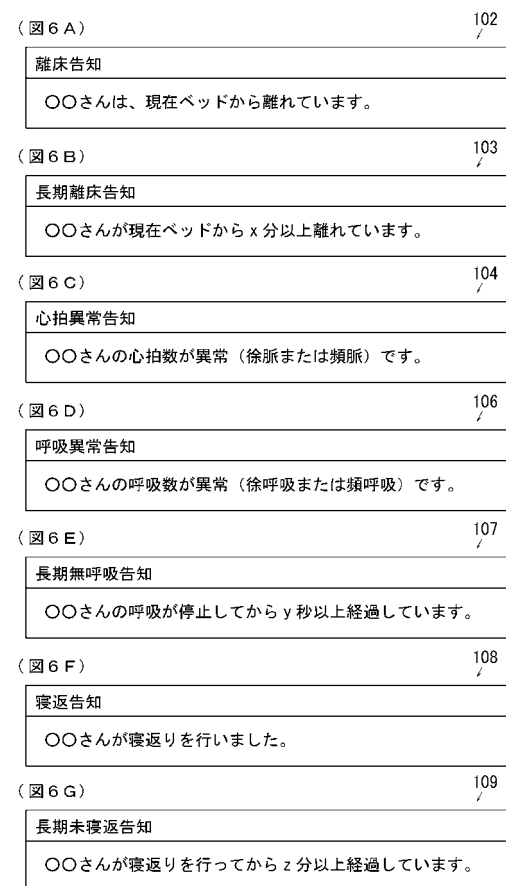 (図6A)
102
離床告知
○○さんは、現在ベッドから離れています。
(図6B)
103
長期離床告知
○○さんが現在ベッドからx分以上離れています。
(図6C)
104
心拍異常告知
○○さんの心拍数が異常（徐脈または頻脈）です。
(図6D)
106
呼吸異常告知
○○さんの呼吸数が異常（徐呼吸または頻呼吸）です。
(図6E)
107
長期無呼吸告知
○○さんの呼吸が停止してからy秒以上経過しています。
(図6F)
108
寝返告知
○○さんが寝返りを行いました。
(図6G)
109
長期未寝返告知
○○さんが寝返りを行ってからz分以上経過しています。